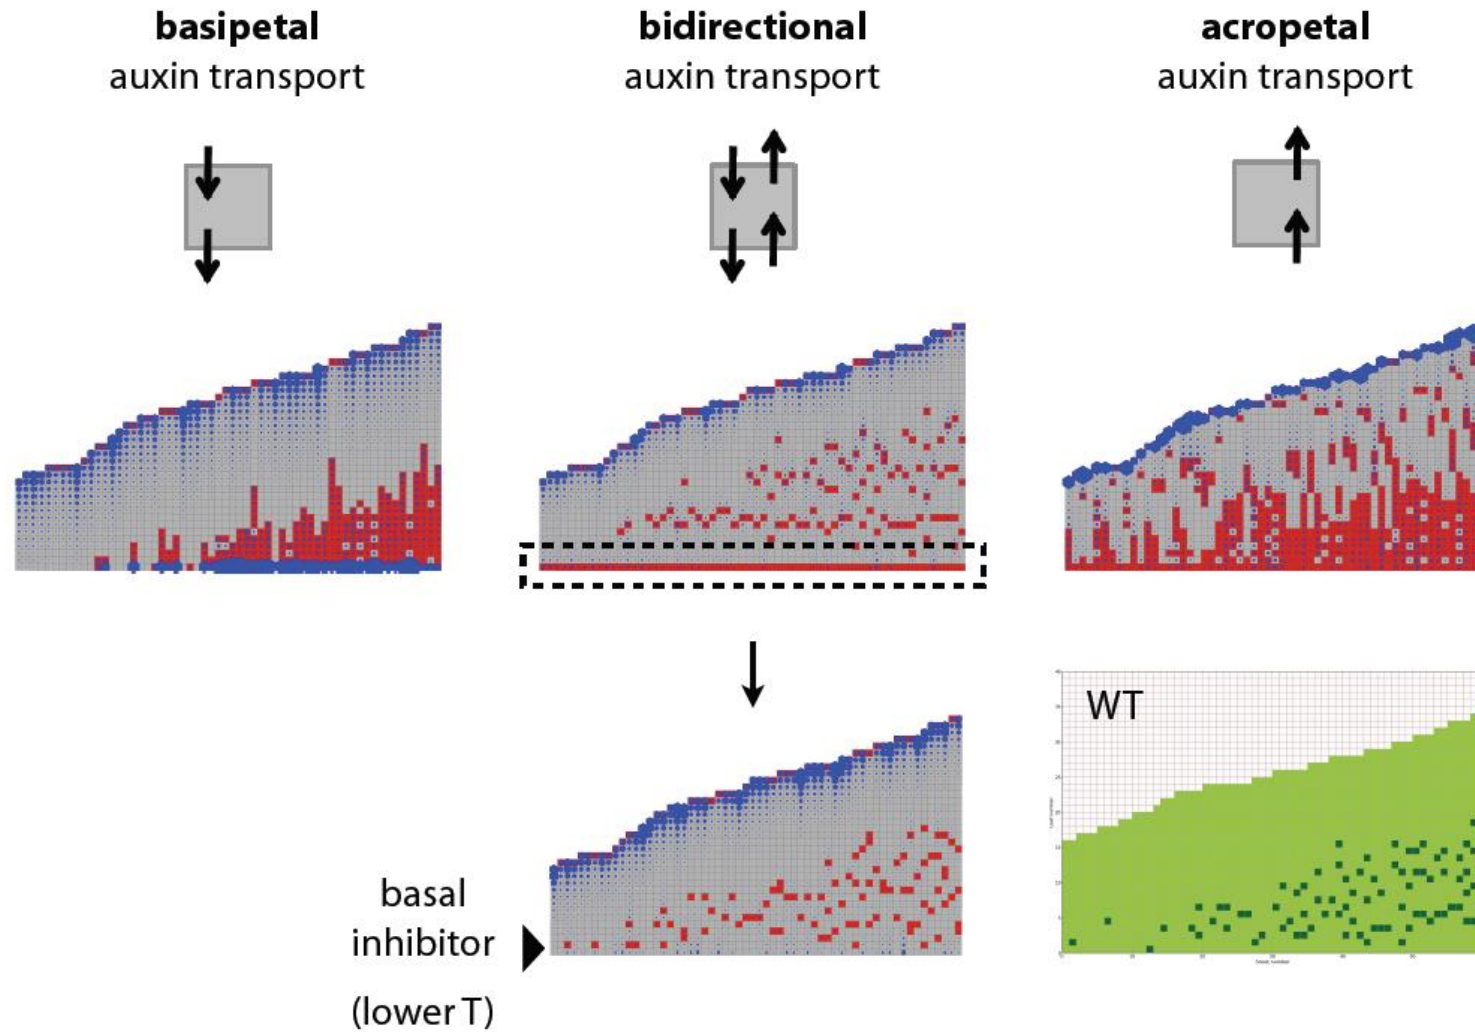 basipetal
auxin transport
bidirectional
auxin transport
acropetal
auxin transport
WT
basal
inhibitor
(lower T)